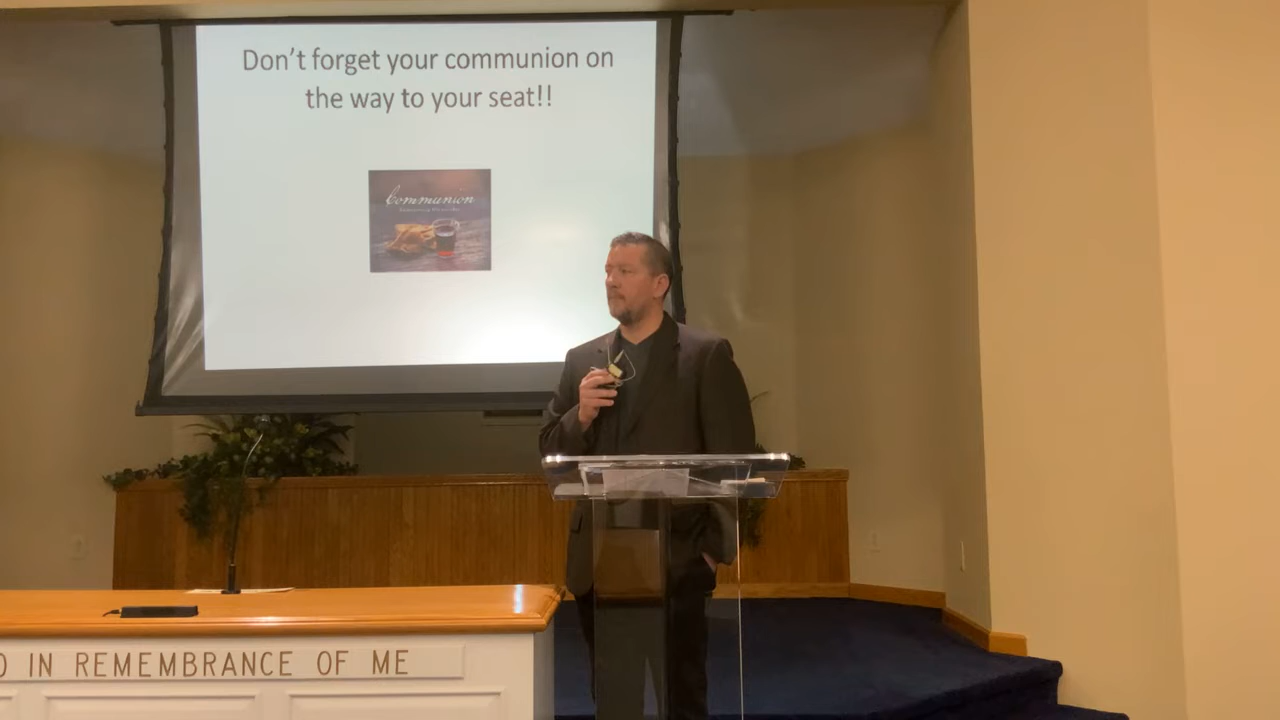 Don't forget your communion on
the way to your seat!!
Communion
O IN REMEMBRANCE OF ME